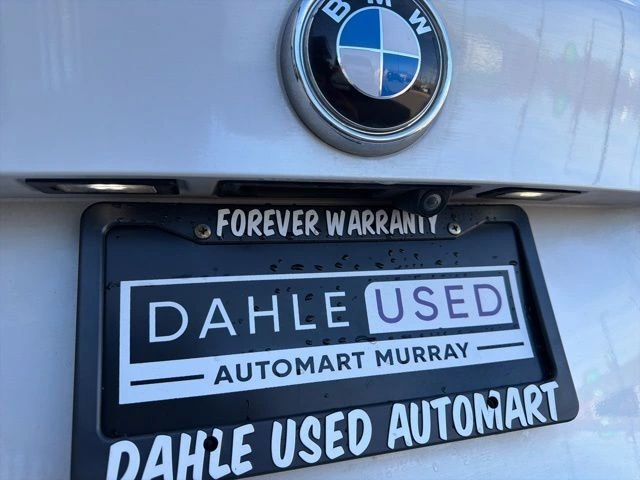 BMW
FOREVER WARRANTY
DAHLE USED
AUTOMART MURRAY
DAHLE USED AUTOMART